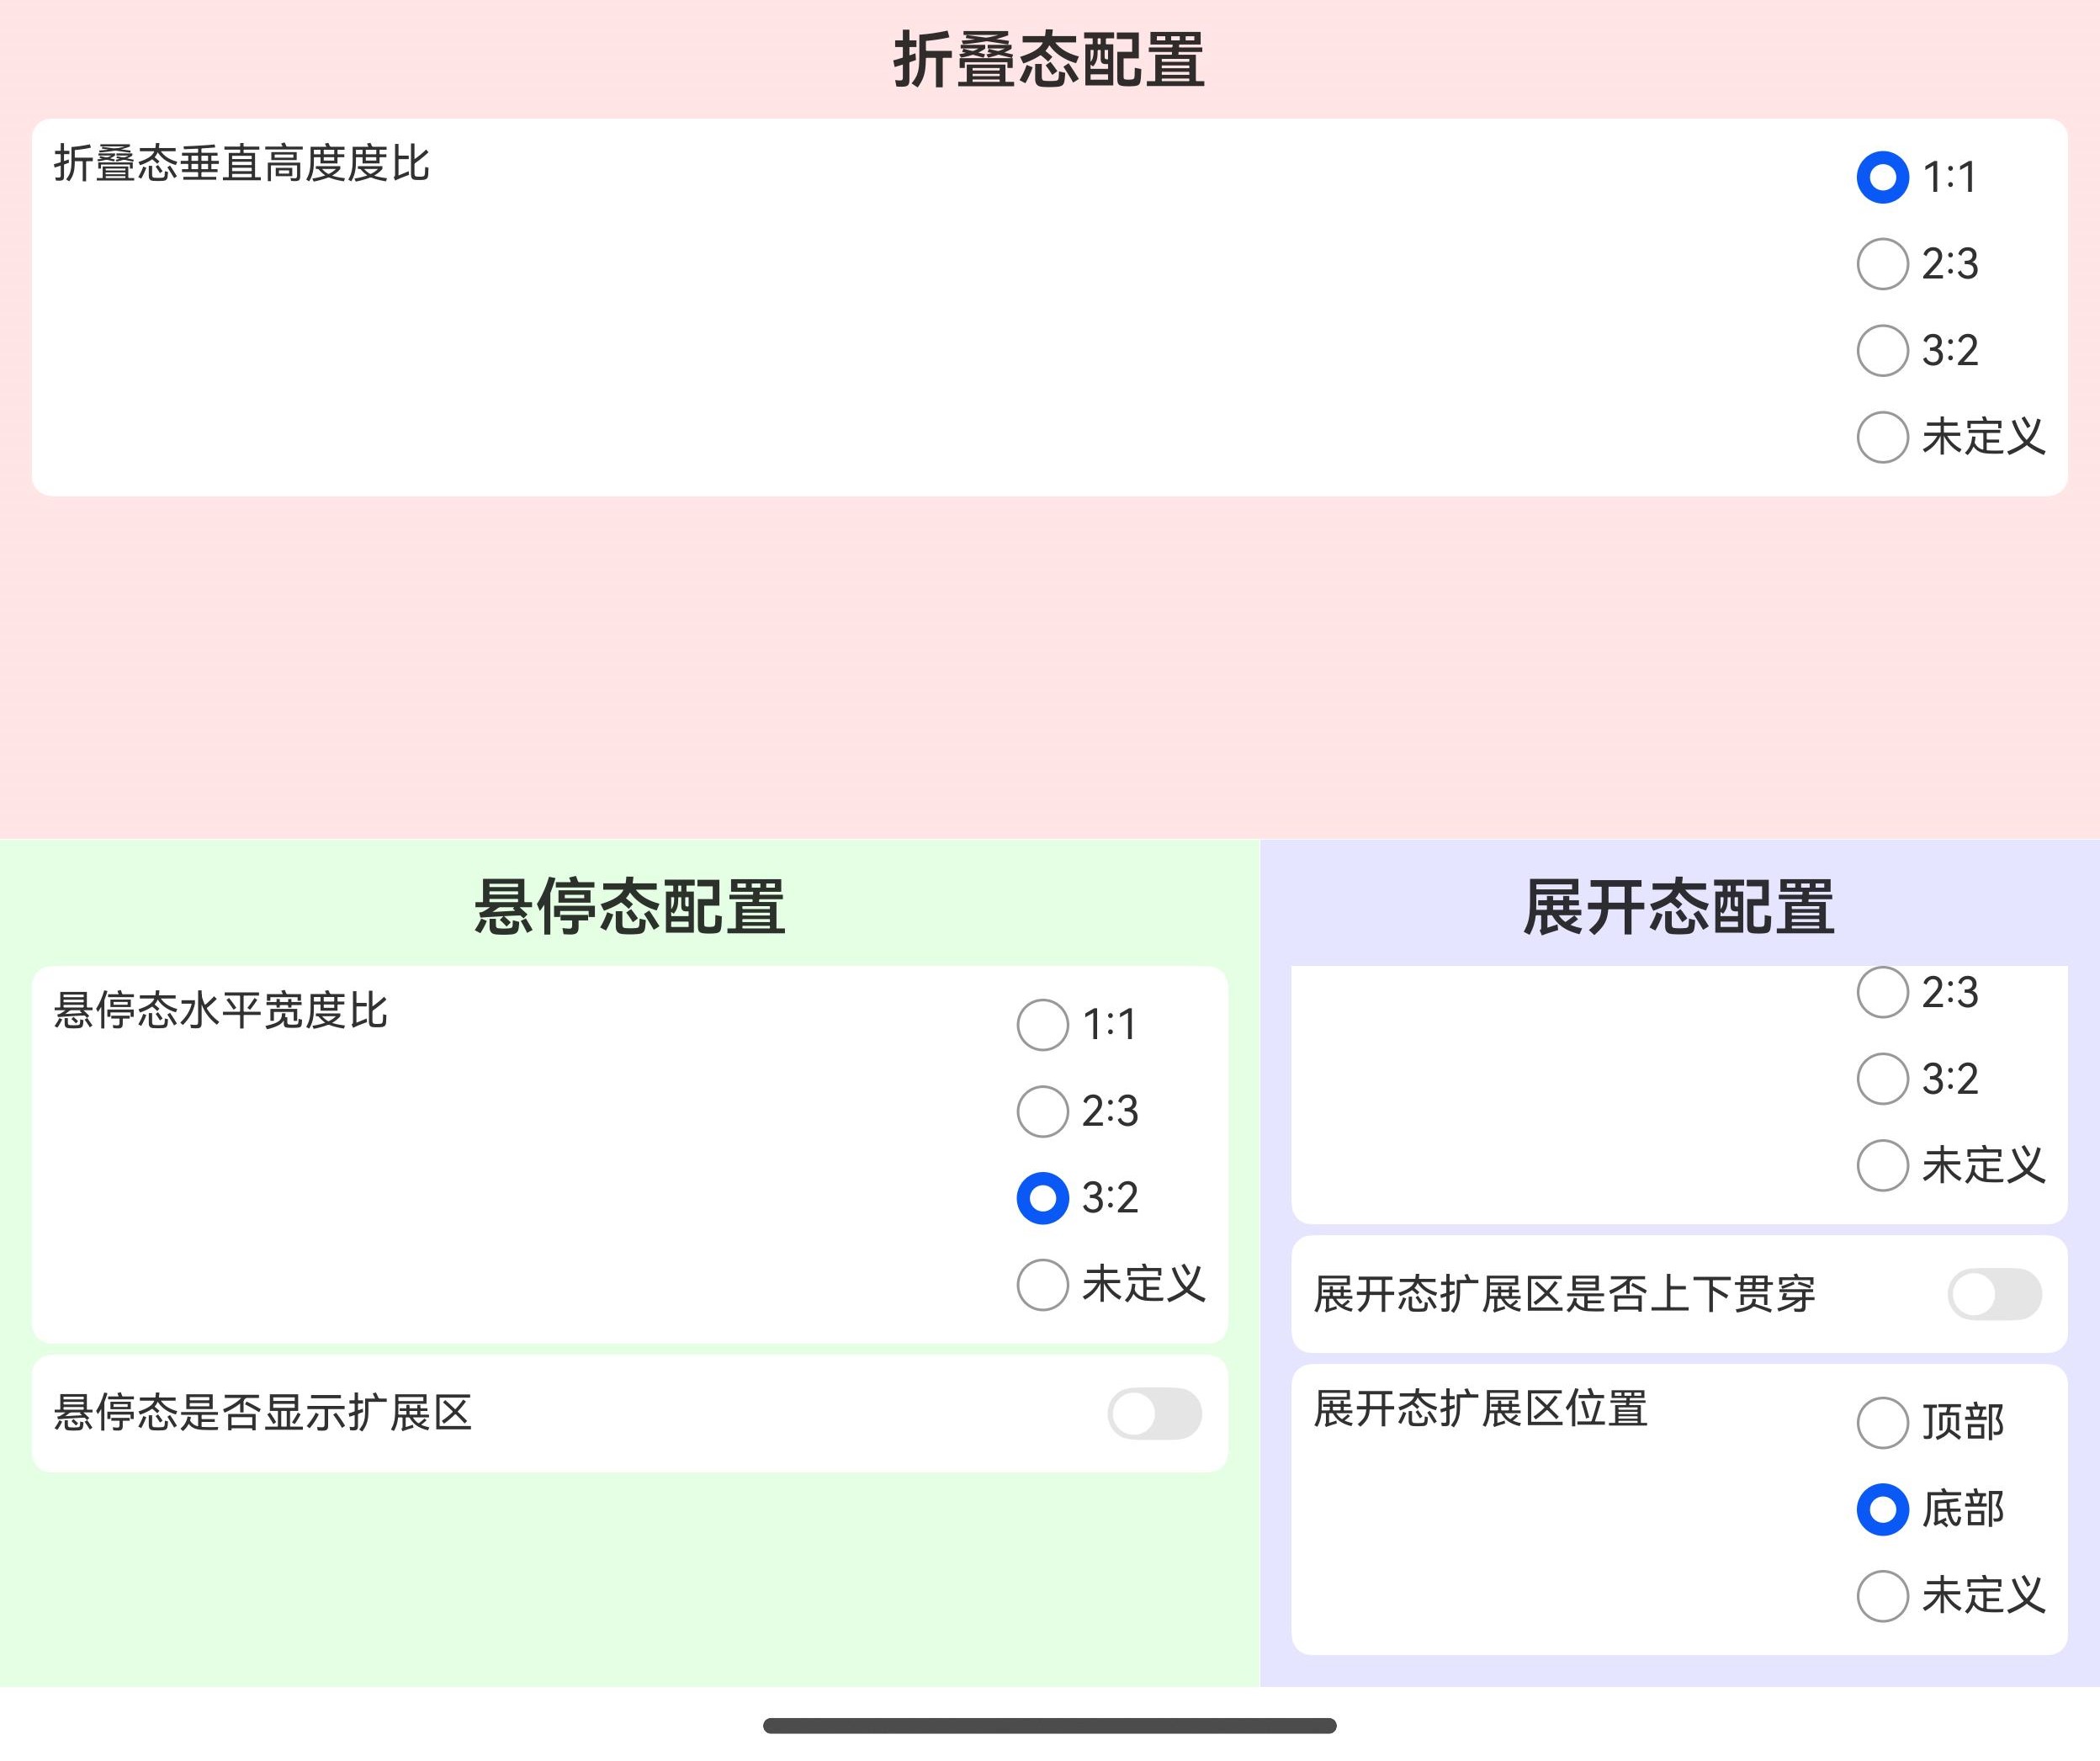 折叠态配置
折叠态垂直高度度比
1:1
2:3
3:2
未定义
悬停态配置
悬停态水平宽度比
1:1
2:3
3:2
未定义
悬停态是否显示扩展区
展开态配置
2:3
3:2
未定义
展开态扩展区是否上下贯穿
展开态扩展区位置
顶部
底部
未定义